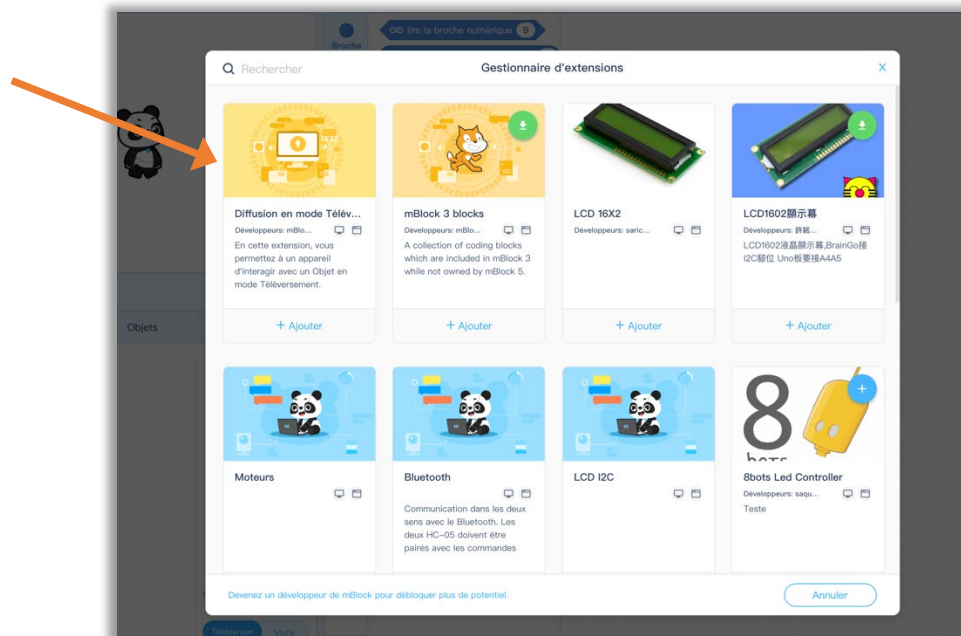 lire la broche numérique 9
Broche
Rechercher
Gestionnaire d'extensions
X
Diffusion en mode Télév...
Développeurs: mBlo...
En cette extension, vous
permettez à un appareil
d'interagir avec un Objet en
mode Téléversement.
+ Ajouter
mBlock 3 blocks
Développeurs: mBlo...
A collection of coding blocks
which are included in mBlock 3
while not owned by mBlock 5.
+ Ajouter
LCD 16X2
Développeurs: saric...
+ Ajouter
LCD1602顯示幕
Développeurs: 許銘...
LCD1602液晶顯示幕,BrainGo接
I2C腳位 Uno板要接A4A5
+ Ajouter
Objets
Moteurs
Bluetooth
Communication dans les deux
sens avec le Bluetooth. Les
deux HC-05 doivent être
pairés avec les commandes
LCD I2C
8
bots
8bots Led Controller
Développeurs: saqu...
Teste
Devenez un développeur de mBlock pour débloquer plus de potentiel.
Annuler
Téléverser
Vivre